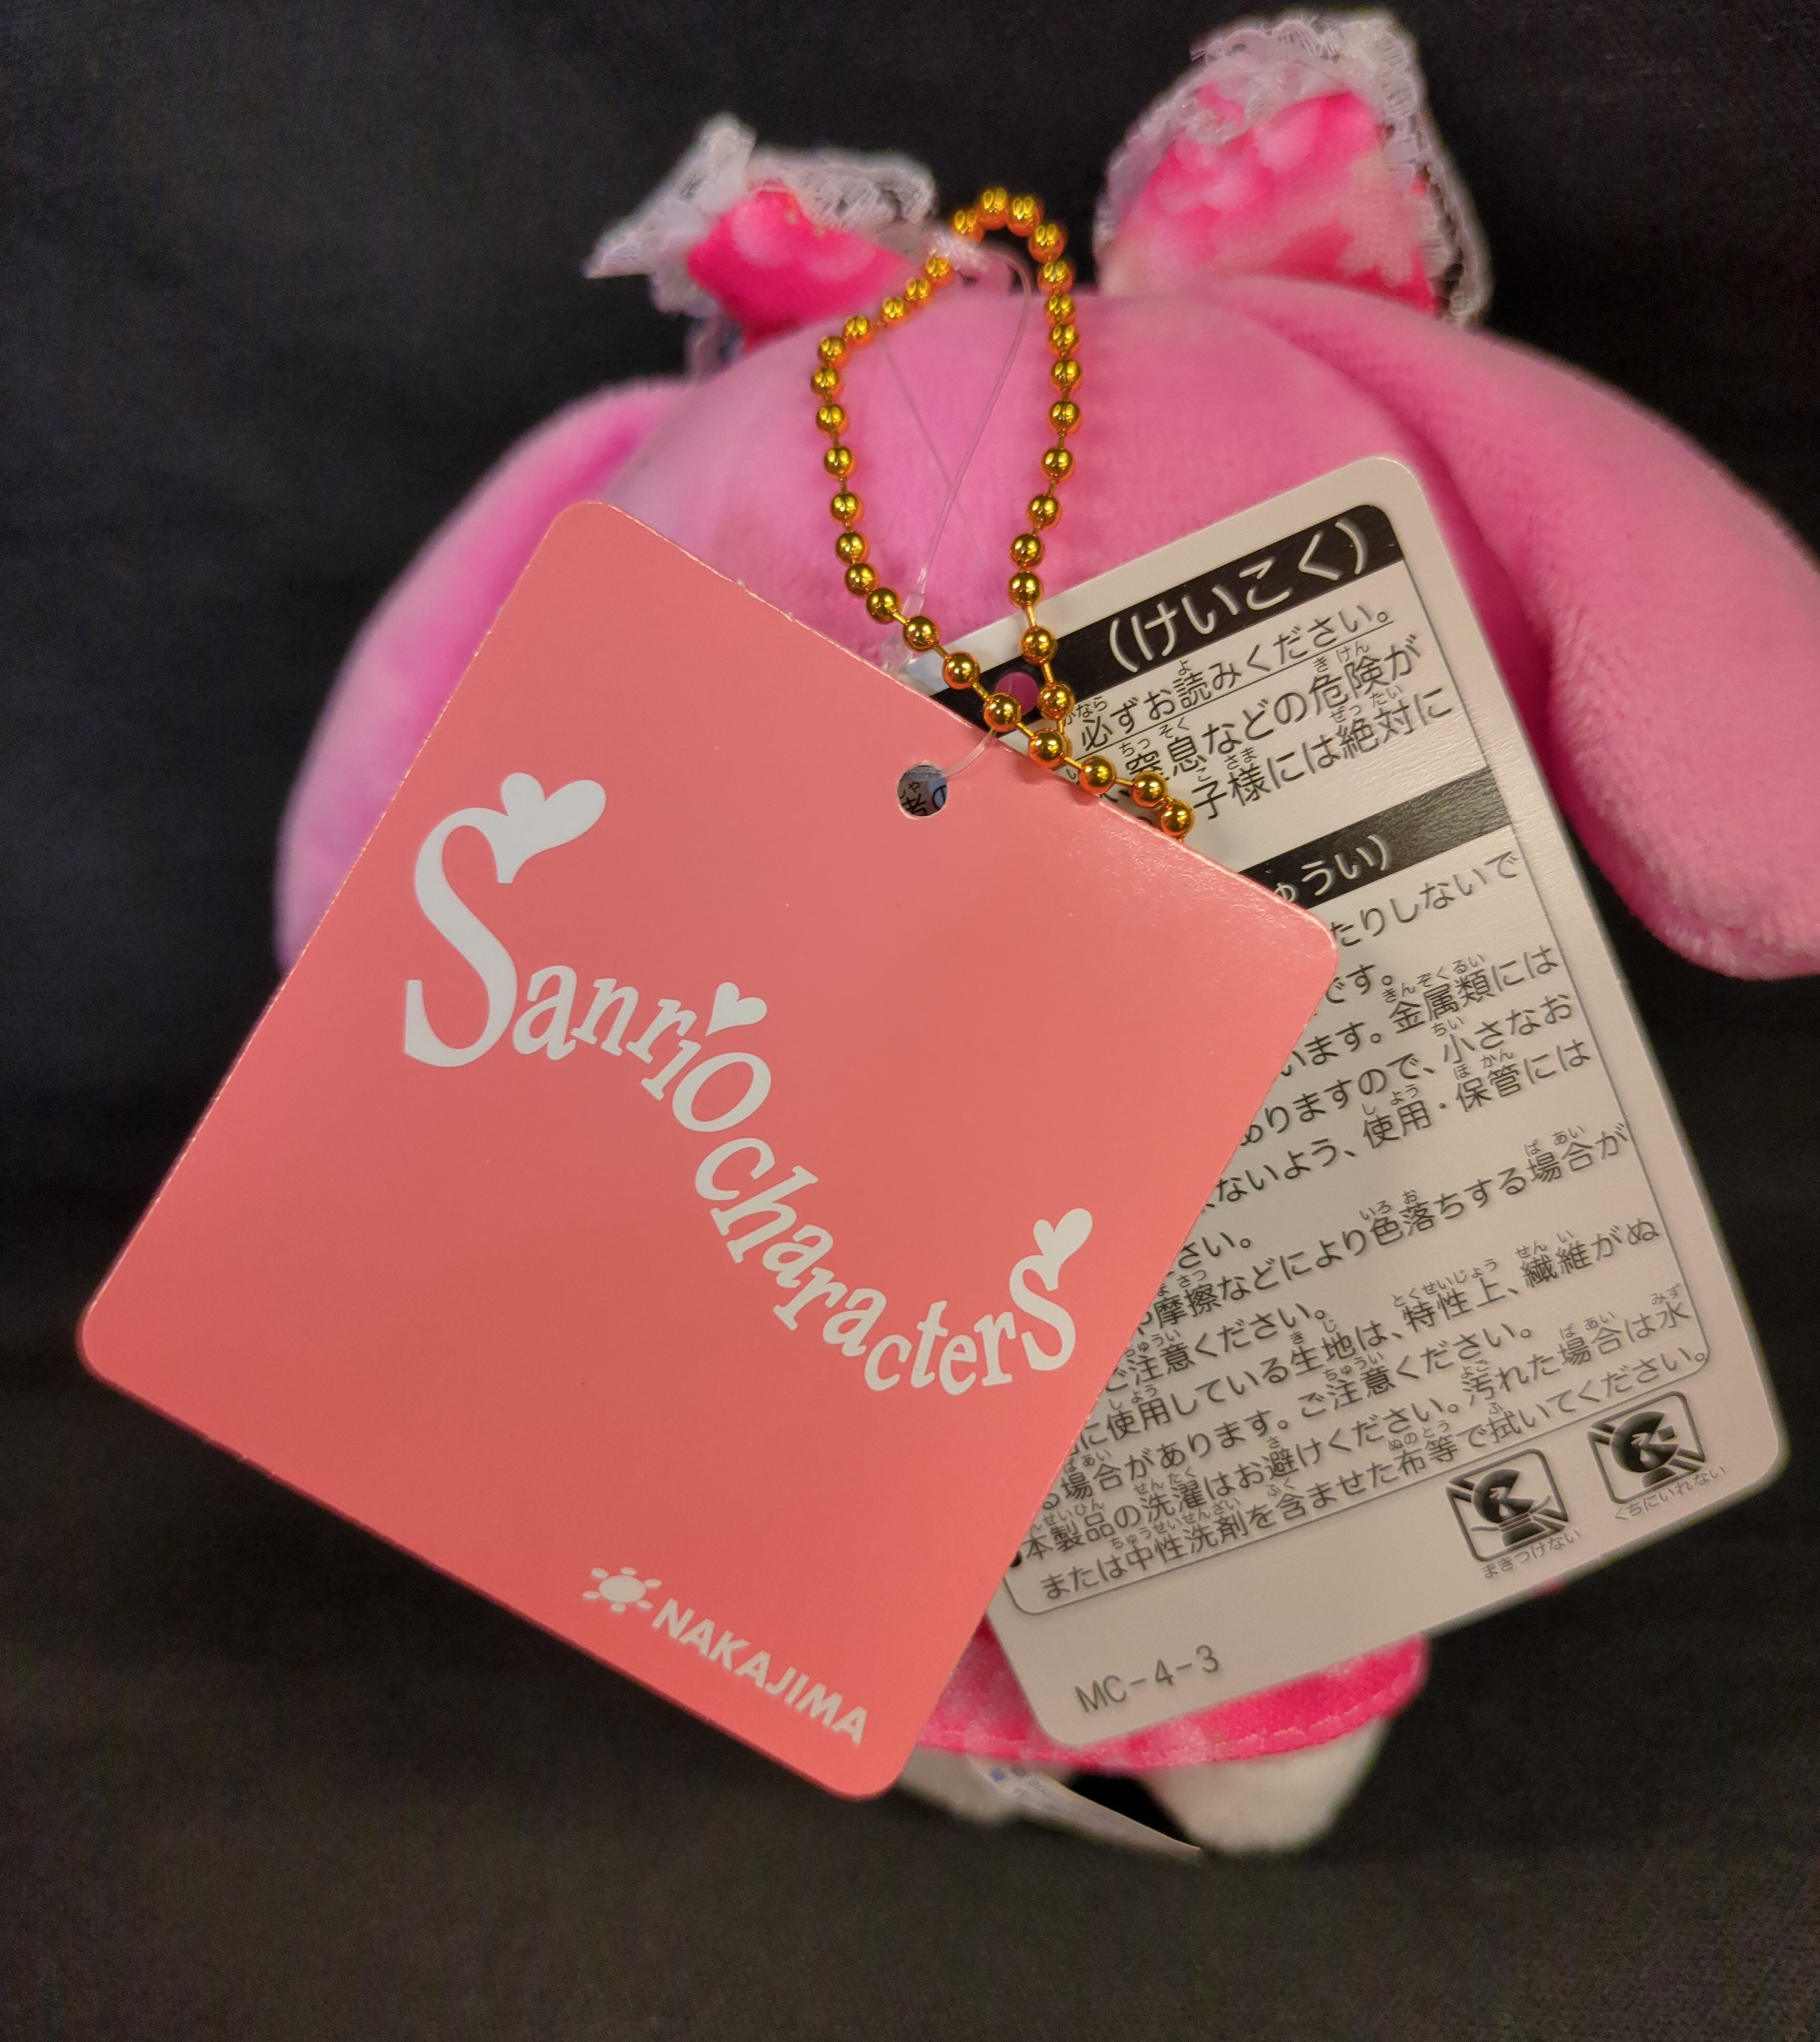 Sanrio characters
NAKAJIMA
(けいこく)
必ずお読みください。
窒息などの危険が
子様には絶対に
ゅうい)
たりしないで
です。
います。金属類には
ありますので、小さなお
ないよう、使用・保管には
さい。
摩擦などにより色落ちする場合が
ご注意ください。
に使用している生地は、特性上、繊維がぬ
る場合があります。ご注意ください。
本製品の洗濯はお避けください。汚れた場合は水
または中性洗剤を含ませた布等で拭いてください。
まきつけない
くちにいれない
MC-4-3